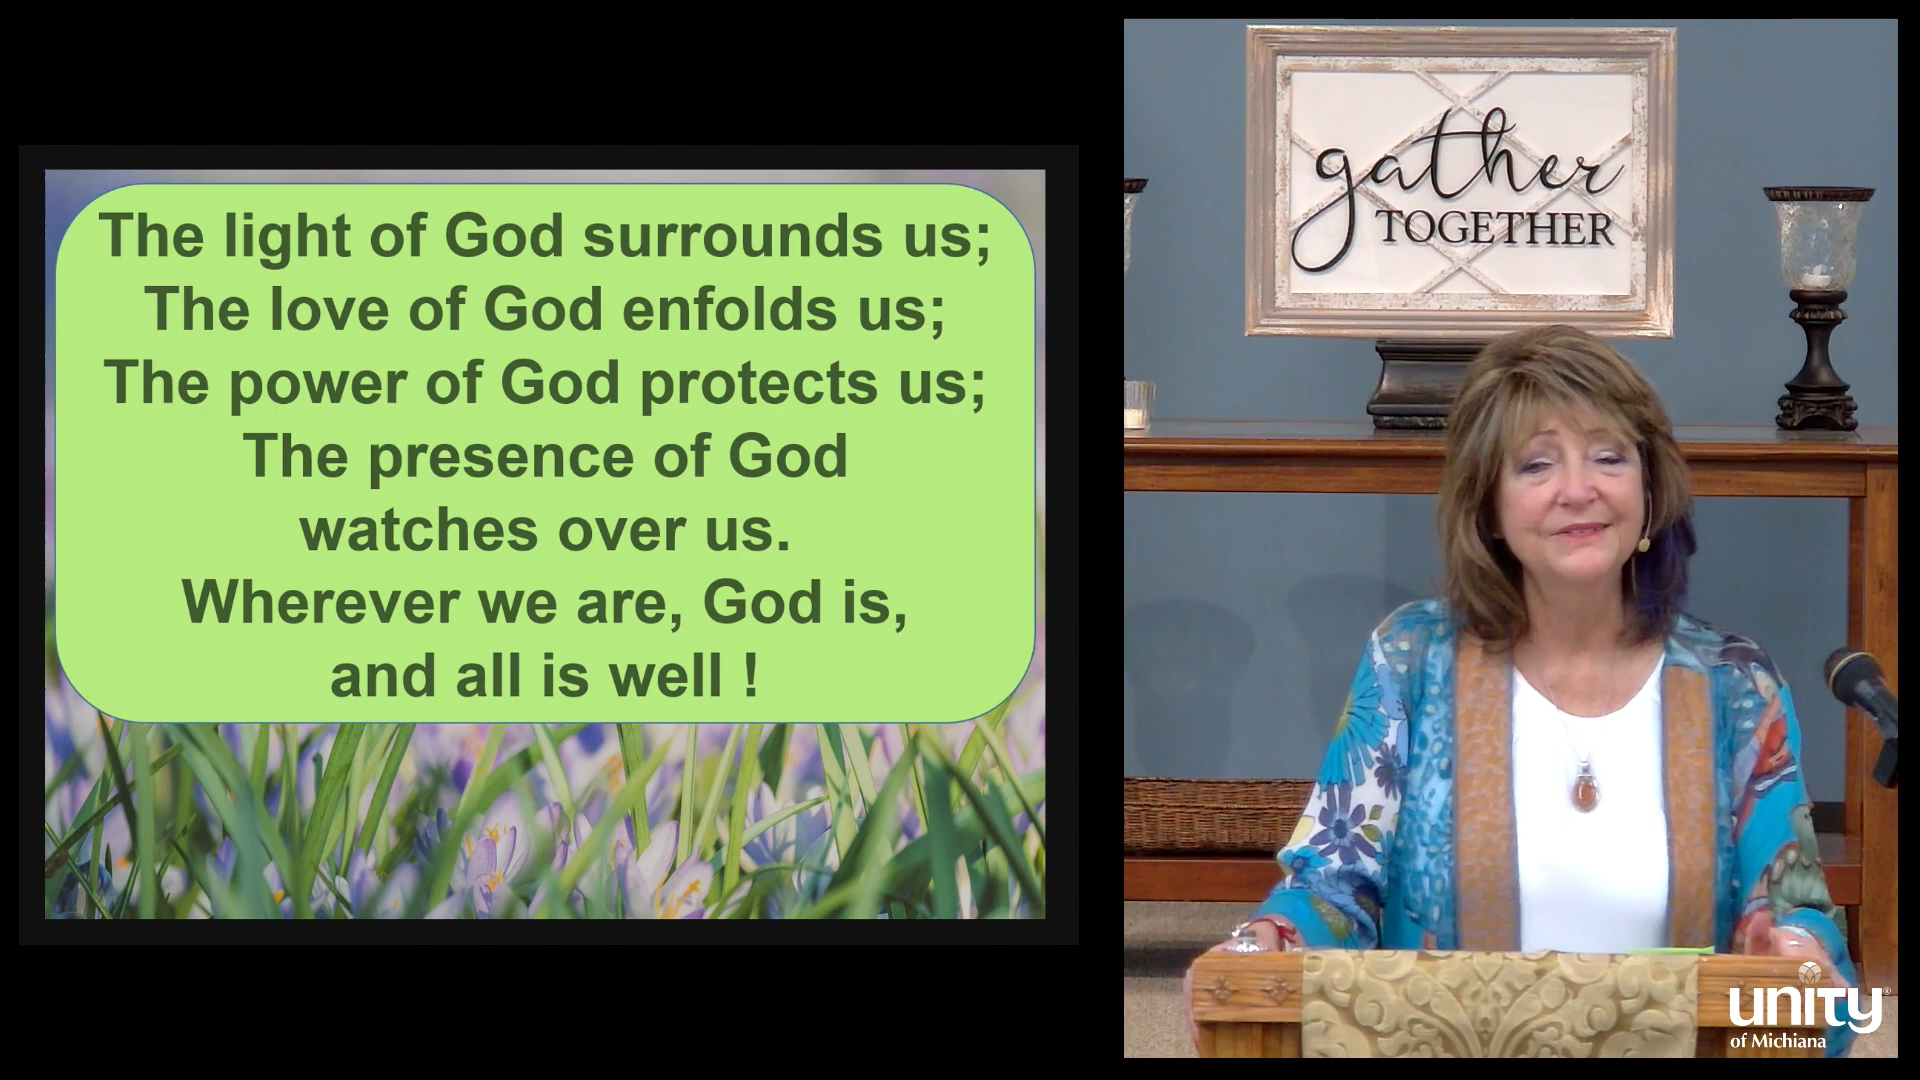 The light of God surrounds us;
The love of God enfolds us;
The power of God protects us;
The presence of God
watches over us.
Wherever we are, God is,
and all is well !
gather
TOGETHER
unity®
of Michiana